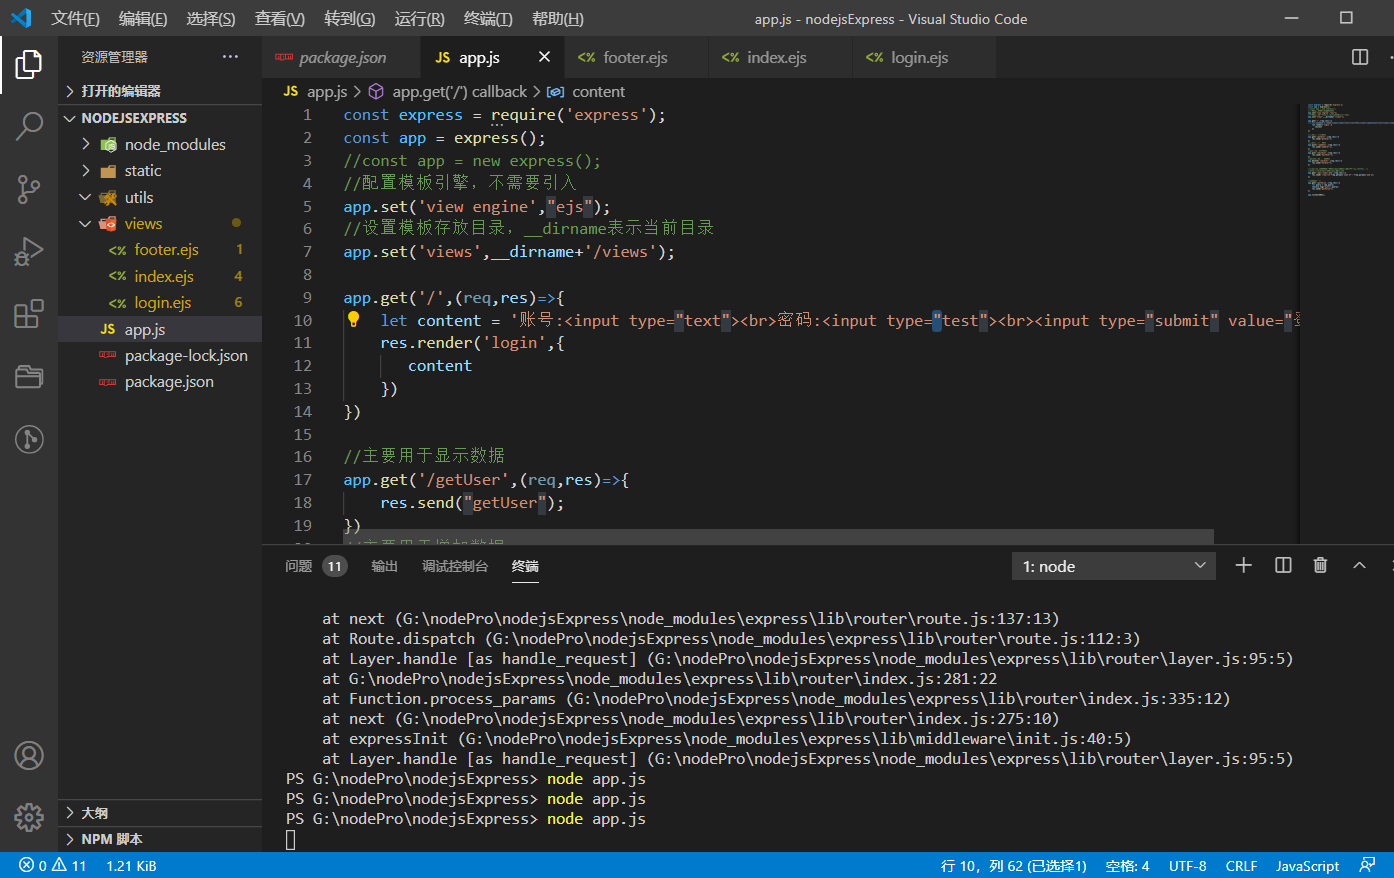 文件(F) 编辑(E) 选择(S) 查看(V) 转到(G) 运行(R) 终端(T) 帮助(H) app.js - nodejsExpress - Visual Studio Code
资源管理器 ···
打开的编辑器
NODEJSEXPRESS
node_modules
static
utils
views
<% footer.ejs 1
<% index.ejs 4
<% login.ejs 6
JS app.js
package-lock.json
package.json
大纲
NPM 脚本
package.json JS app.js <% footer.ejs <% index.ejs <% login.ejs
JS app.js > app.get('/') callback > content
1 const express = require('express');
2 const app = express();
3 //const app = new express();
4 //配置模板引擎，不需要引入
5 app.set('view engine',"ejs");
6 //设置模板存放目录，__dirname表示当前目录
7 app.set('views',__dirname+'/views');
8
9 app.get('/',(req,res)=>{
10 let content = '账号:<input type="text"><br>密码:<input type="test"><br><input type="submit" value="
11 res.render('login',{
12 content
13 })
14 })
15
16 //主要用于显示数据
17 app.get('/getUser',(req,res)=>{
18 res.send("getUser");
19 })
问题 11 输出 调试控制台 终端 1: node
at next (G:\nodePro\nodejsExpress\node_modules\express\lib\router\route.js:137:13)
at Route.dispatch (G:\nodePro\nodejsExpress\node_modules\express\lib\router\route.js:112:3)
at Layer.handle [as handle_request] (G:\nodePro\nodejsExpress\node_modules\express\lib\router\layer.js:95:5)
at G:\nodePro\nodejsExpress\node_modules\express\lib\router\index.js:281:22
at Function.process_params (G:\nodePro\nodejsExpress\node_modules\express\lib\router\index.js:335:12)
at next (G:\nodePro\nodejsExpress\node_modules\express\lib\router\index.js:275:10)
at expressInit (G:\nodePro\nodejsExpress\node_modules\express\lib\middleware\init.js:40:5)
at Layer.handle [as handle_request] (G:\nodePro\nodejsExpress\node_modules\express\lib\router\layer.js:95:5)
PS G:\nodePro\nodejsExpress> node app.js
PS G:\nodePro\nodejsExpress> node app.js
PS G:\nodePro\nodejsExpress> node app.js
0 11 1.21 KiB 行 10，列 62 (已选择1) 空格: 4 UTF-8 CRLF JavaScript